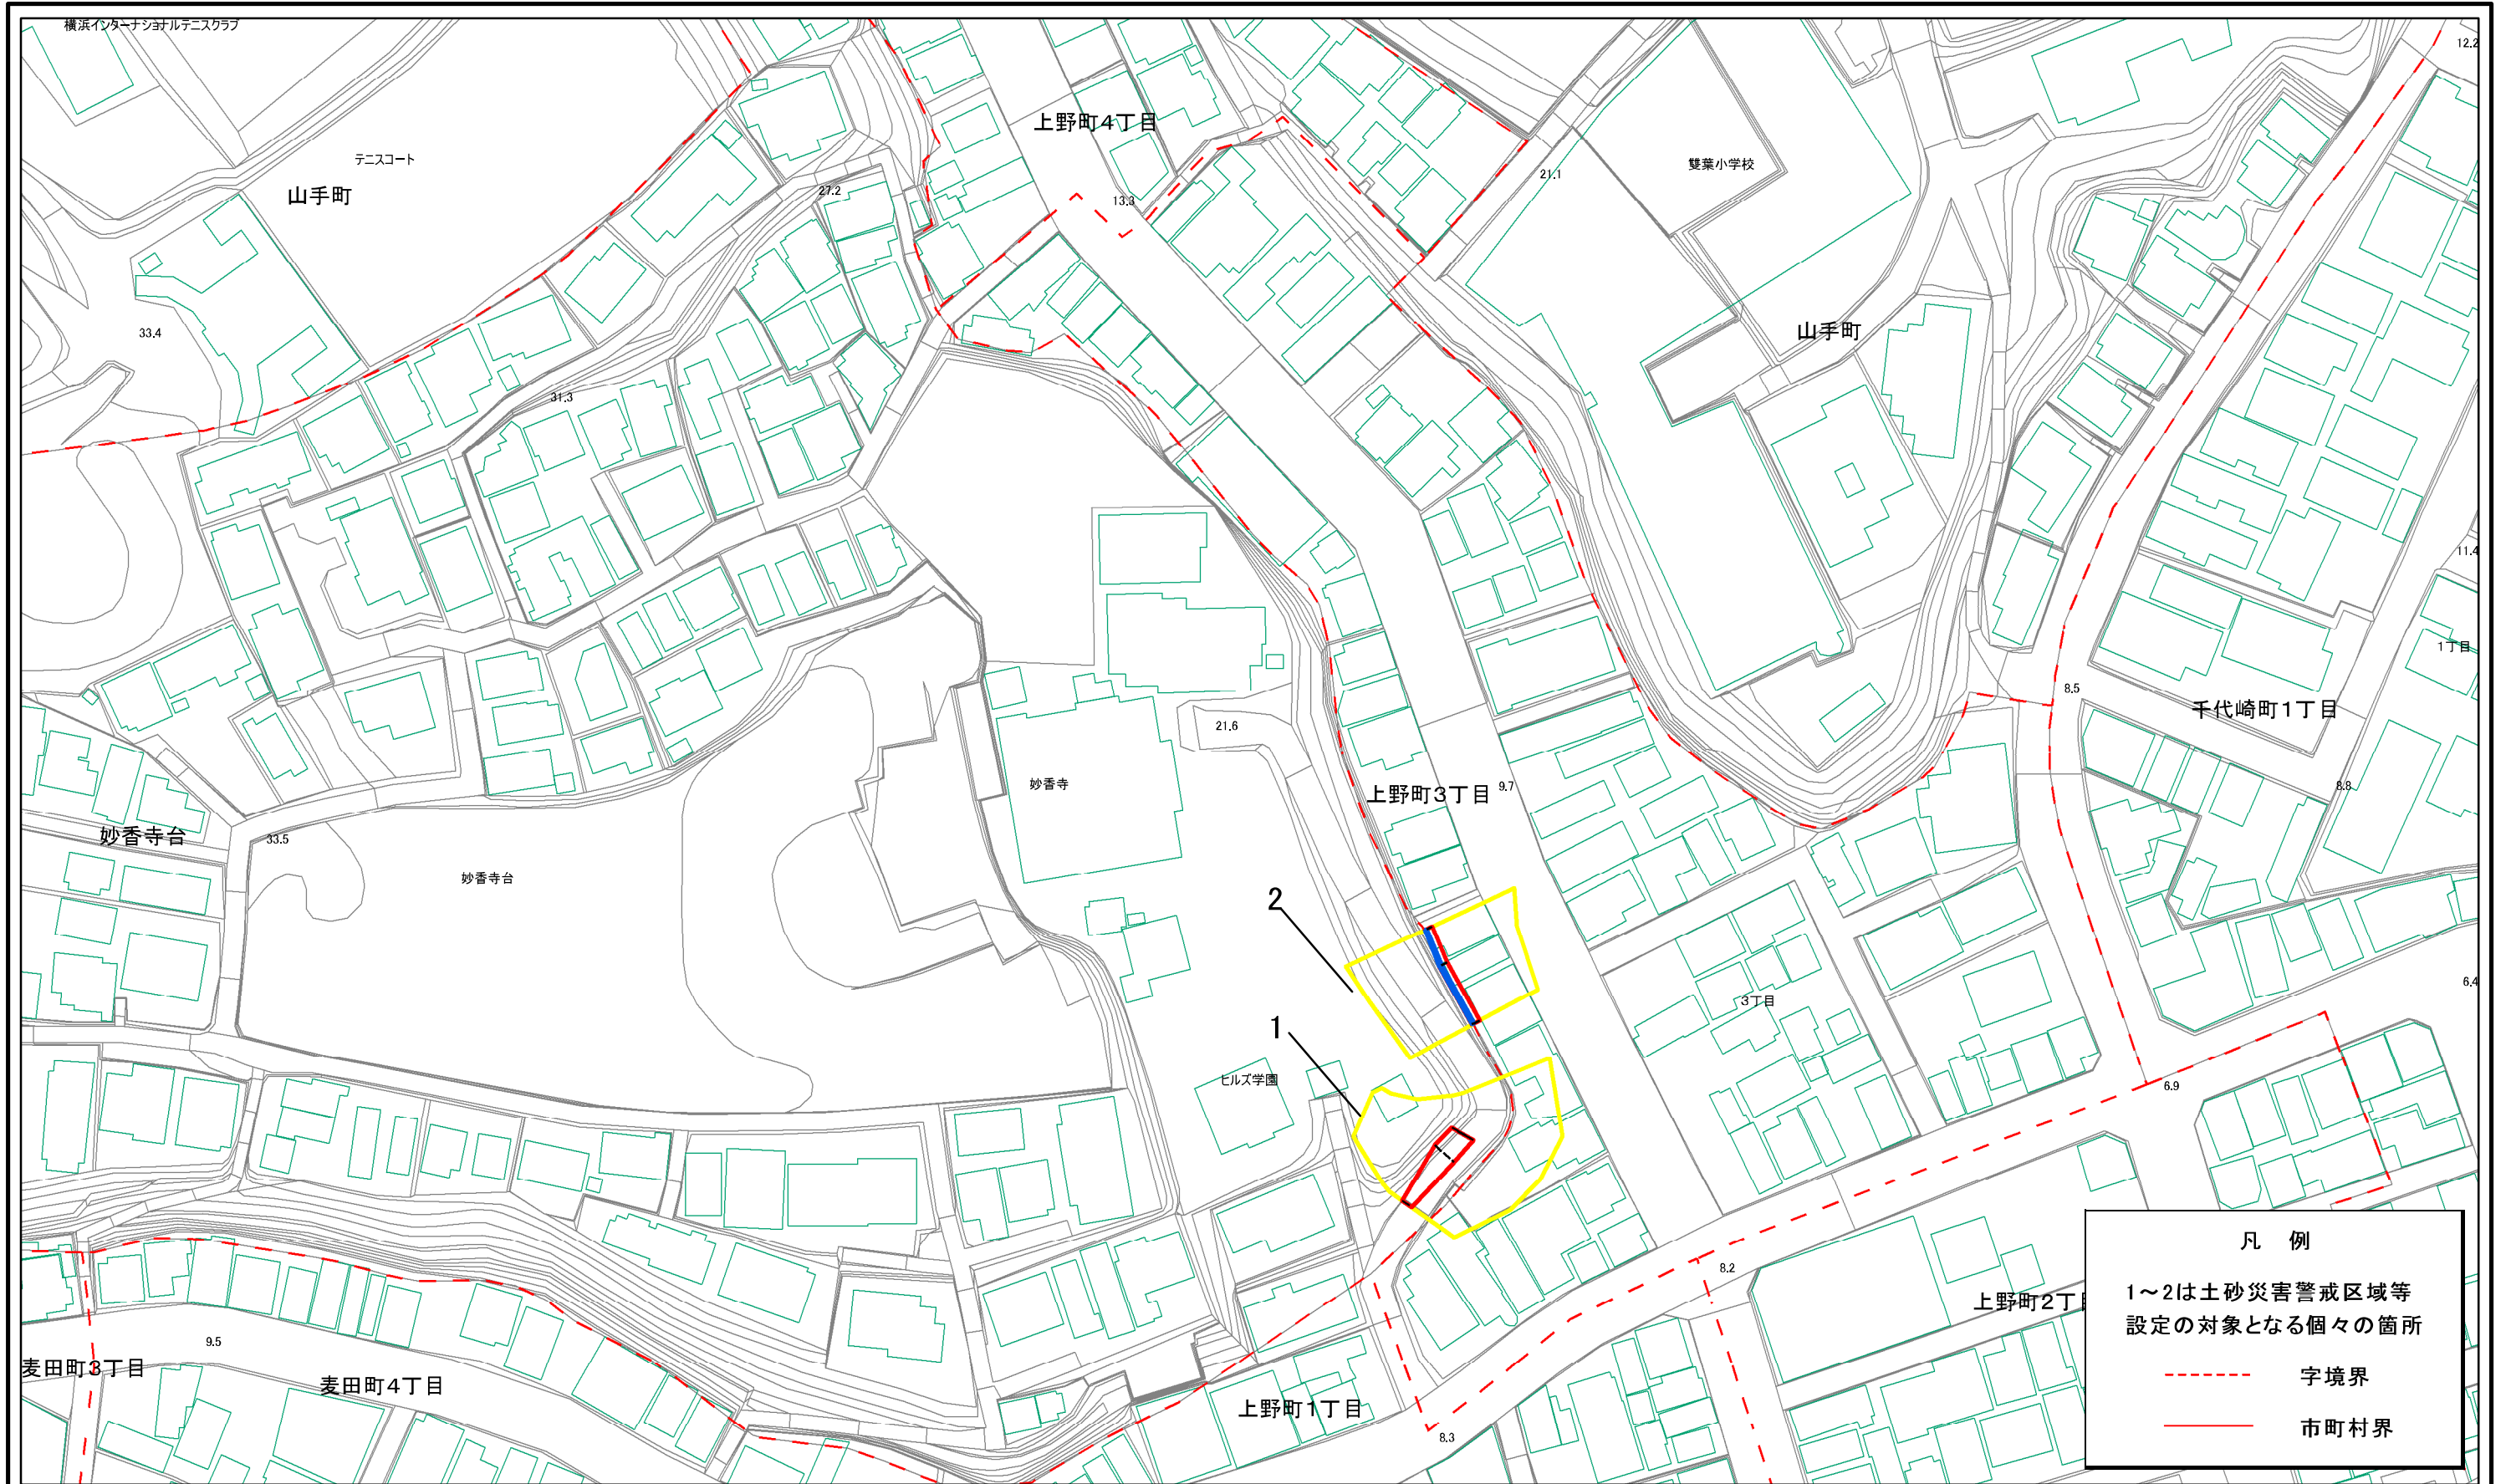 横浜インターナショナルテニスクラブ
12.2
上野町4丁目
テニスコート
雙葉小学校
21.1
山手町
27.2
13.3
33.4
山手町
31.3
11.4
1丁目
8.5
千代崎町1丁目
21.6
妙香寺
上野町3丁目
9.7
8.8
妙香寺台
33.5
妙香寺台
2
6.4
3丁目
1
ヒルズ学園
6.9
凡 例
8.2
1～2は土砂災害警戒区域等
上野町2丁
設定の対象となる個々の箇所
9.5
麦田町3丁目
麦田町4丁目
字境界
上野町1丁目
市町村界
8.3